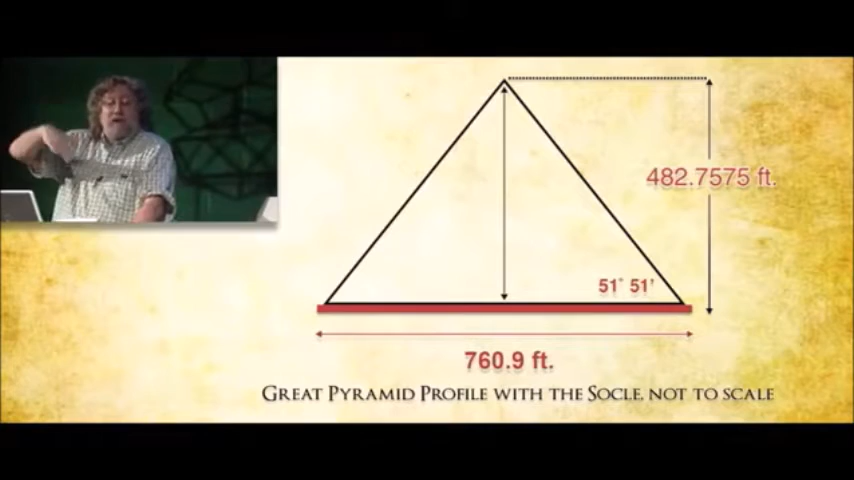 482.7575 ft.
51° 51'
760.9 ft.
GREAT PYRAMID PROFILE WITH THE SOCLE, NOT TO SCALE